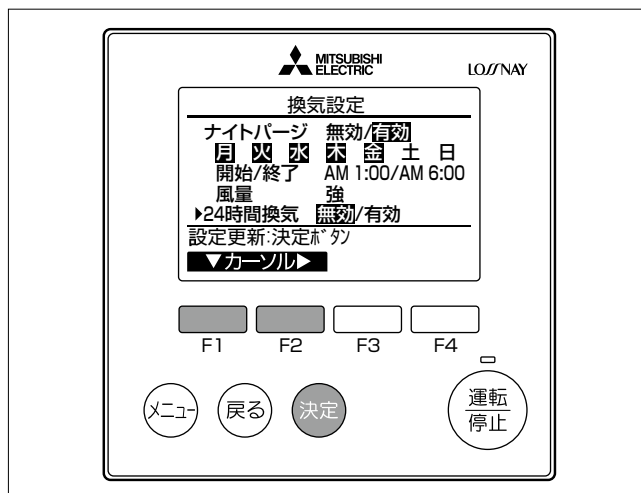 MITSUBISHI
ELECTRIC
LOSSNAY
換気設定
ナイトパージ 無効/有効
月 火 水 木 金 土 日
開始/終了 AM 1:00/AM 6:00
風量 強
▶24時間換気 無効/有効
設定更新:決定ボタン
▼カーソル▶
F1 F2 F3 F4
メニュー 戻る 決定 運転
停止